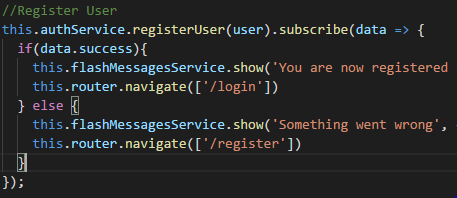 //Register User
this.authService.registerUser(user).subscribe(data => {
if(data.success){
this.flashMessagesService.show('You are now registered
this.router.navigate(['/login'])
} else {
this.flashMessagesService.show('Something went wrong',
this.router.navigate(['/register'])
}
});